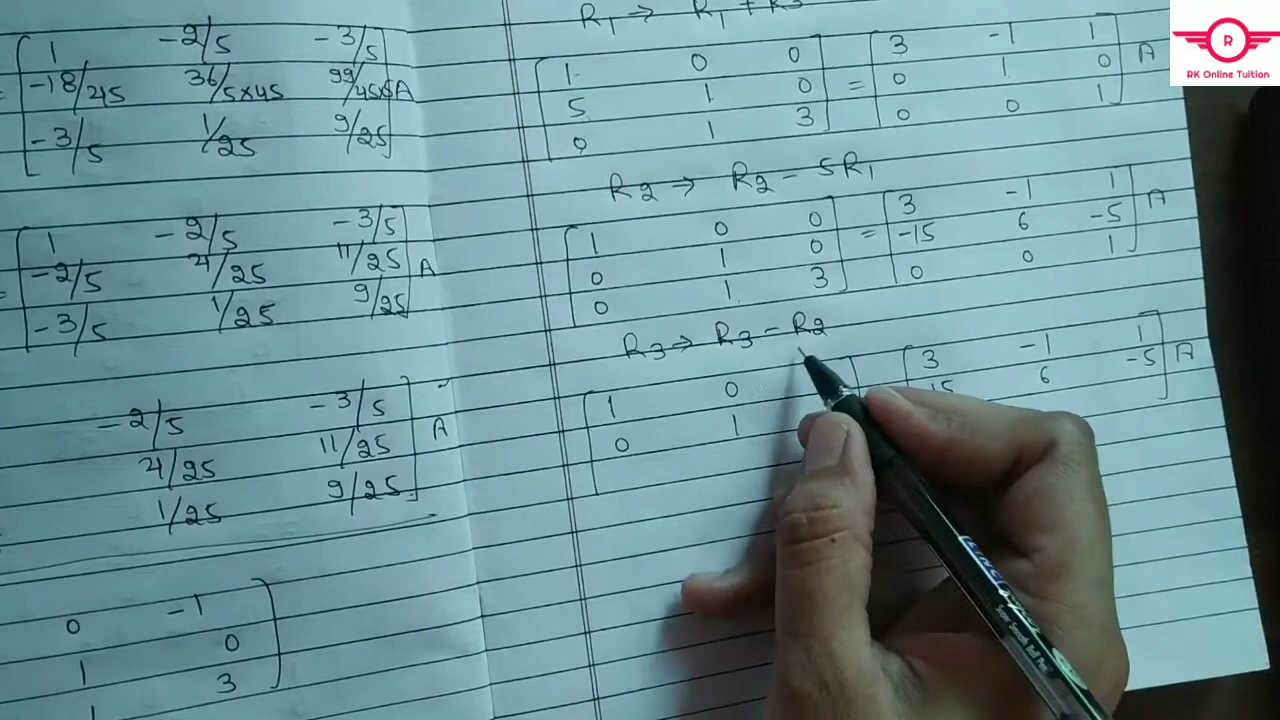 1 -2/5 -3/5
-18/45 36/5×45 99/45×5 A
-3/5 1/25 9/25
1 -2/5 -3/5
-2/5 4/25 11/25 A
-3/5 1/25 9/25
-2/5 -3/5
4/25 11/25 A
1/25 9/25
0 -1
1 0
1 3
R1 → R1 + R3
1 0 0 = 3 -1 1
5 1 0 0 1 0 A
0 1 3 0 0 1
R2 → R2 - 5R1
1 0 0 = 3 -1 1
0 1 0 -15 6 -5 A
0 1 3 0 0 1
R3 → R3 - R2
1 0 3 -1 1
0 1 15 6 -5 A
R
RK Online Tuition